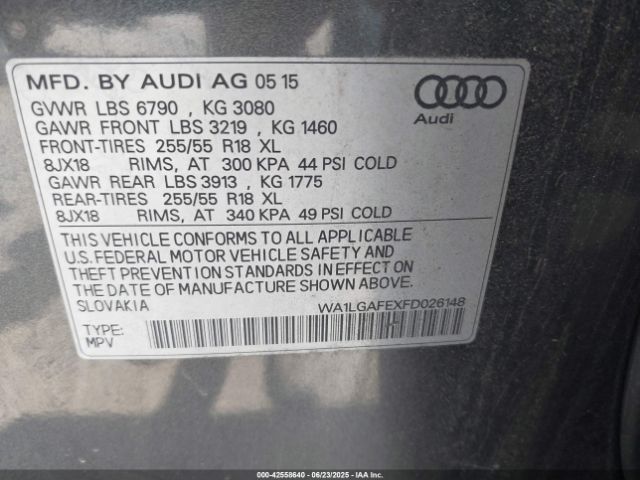 MFD. BY AUDI AG 05 15
GVWR LBS 6790 , KG 3080
GAWR FRONT LBS 3219 , KG 1460
FRONT-TIRES 255/55 R18 XL
8JX18 RIMS, AT 300 KPA 44 PSI COLD
GAWR REAR LBS 3913 , KG 1775
REAR-TIRES 255/55 R18 XL
8JX18 RIMS, AT 340 KPA 49 PSI COLD
Audi
THIS VEHICLE CONFORMS TO ALL APPLICABLE
U.S. FEDERAL MOTOR VEHICLE SAFETY AND
THEFT PREVENTION STANDARDS IN EFFECT ON
THE DATE OF MANUFACTURE SHOWN ABOVE.
SLOVAKIA
WA1LGAFEXFD026148
TYPE:
MPV
000-42558640 - 06/23/2025 - IAA Inc.